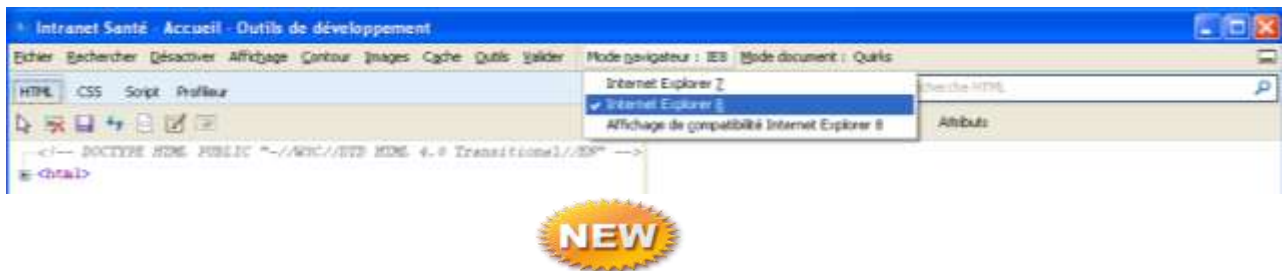 Intranet Santé - Accueil - Outils de développement
Fichier Rechercher Désactiver Affichage Contour Images Cache Outils Valider Mode navigateur : IE8 Mode document : Quirks
HTML CSS Script Profileur
Internet Explorer 7
Internet Explorer 8
Affichage de compatibilité Internet Explorer 8
Attributs
<!-- DOCTYPE HTML PUBLIC "-//W3C//DTD HTML 4.0 Transitional//EN" -->
<html>
NEW